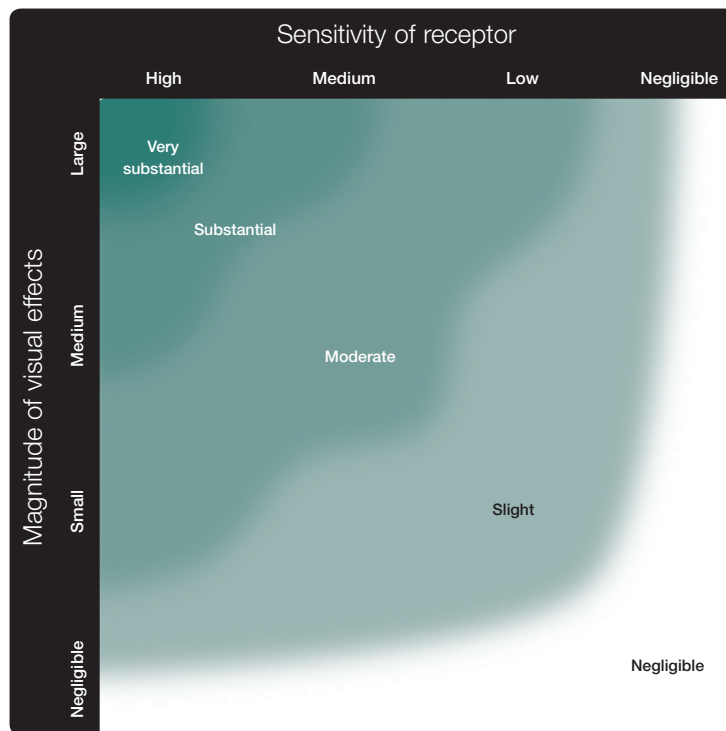 Sensitivity of receptor
High Medium Low Negligible
Magnitude of visual effects
Large
Medium
Small
Negligible
Very
substantial
Substantial
Moderate
Slight
Negligible